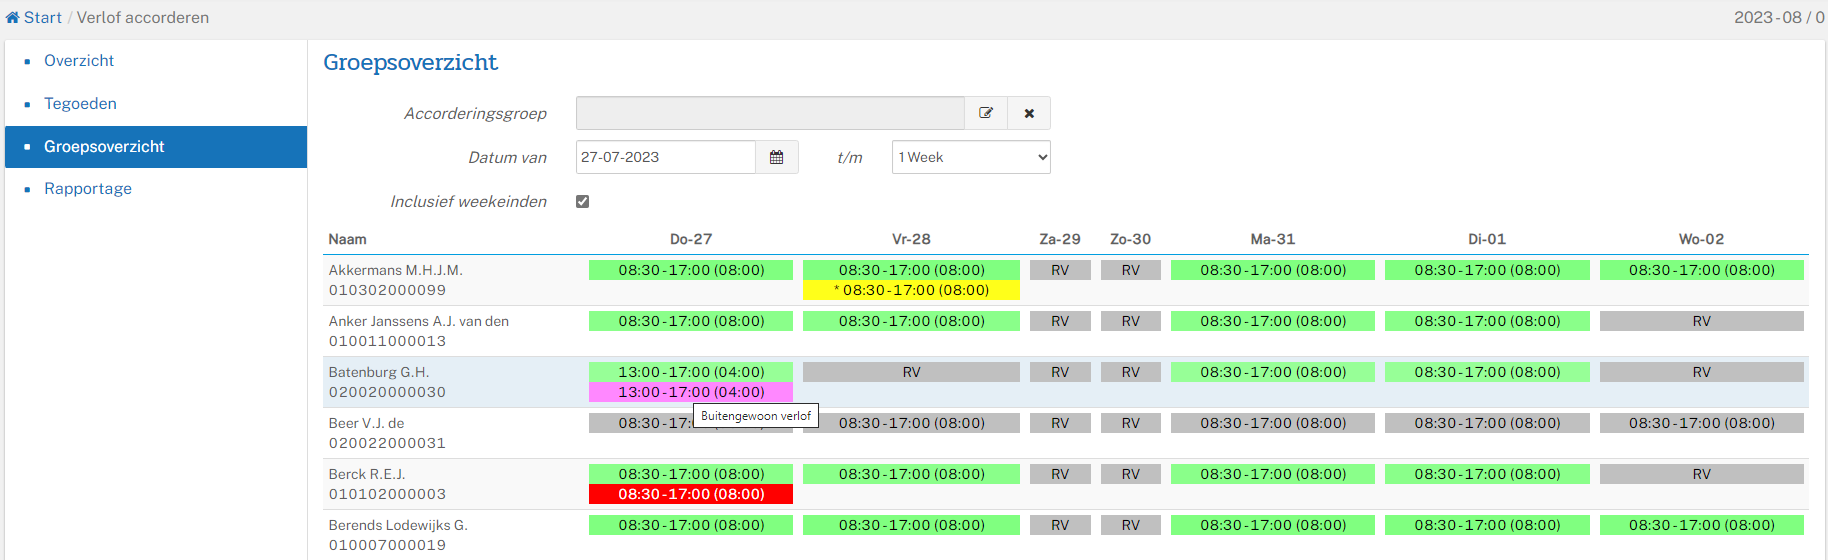 Start / Verlof accorderen 2023-08 / 0
Overzicht
Tegoeden
Groepsoverzicht
Rapportage
Groepsoverzicht
Accorderingsgroep
Datum van 27-07-2023 t/m 1 Week
Inclusief weekeinden
Naam Do-27 Vr-28 Za-29 Zo-30 Ma-31 Di-01 Wo-02
Akkermans M.H.J.M. 08:30-17:00 (08:00) 08:30-17:00 (08:00) RV RV 08:30-17:00 (08:00) 08:30-17:00 (08:00) 08:30-17:00 (08:00)
010302000099 * 08:30-17:00 (08:00)
Anker Janssens A.J. van den 08:30-17:00 (08:00) 08:30-17:00 (08:00) RV RV 08:30-17:00 (08:00) 08:30-17:00 (08:00) RV
010011000013
Batenburg G.H. 13:00-17:00 (04:00) RV RV RV 08:30-17:00 (08:00) 08:30-17:00 (08:00) RV
020020000030 13:00-17:00 (04:00)
Buitengewoon verlof
Beer V.J. de 08:30-17: 08:30-17:00 (08:00) RV RV 08:30-17:00 (08:00) 08:30-17:00 (08:00) 08:30-17:00 (08:00)
020022000031
Berck R.E.J. 08:30-17:00 (08:00) 08:30-17:00 (08:00) RV RV 08:30-17:00 (08:00) 08:30-17:00 (08:00) RV
010102000003 08:30-17:00 (08:00)
Berends Lodewijks G. 08:30-17:00 (08:00) 08:30-17:00 (08:00) RV RV 08:30-17:00 (08:00) 08:30-17:00 (08:00) 08:30-17:00 (08:00)
010007000019